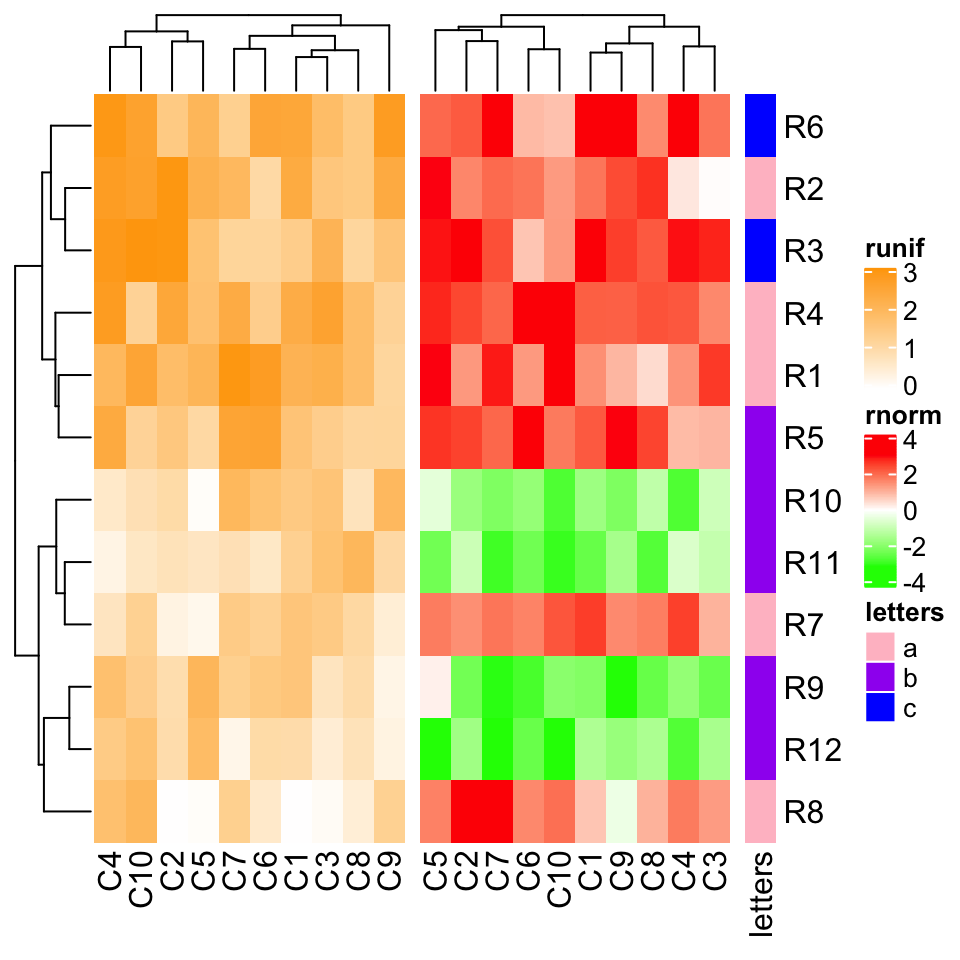 R6
R2
R3
R4
R1
R5
R10
R11
R7
R9
R12
R8
C4 C10 C2 C5 C7 C6 C1 C3 C8 C9
C5 C2 C7 C6 C10 C1 C9 C8 C4 C3
letters
runif
3
2
1
0
rnorm
4
2
0
-2
-4
letters
a
b
c